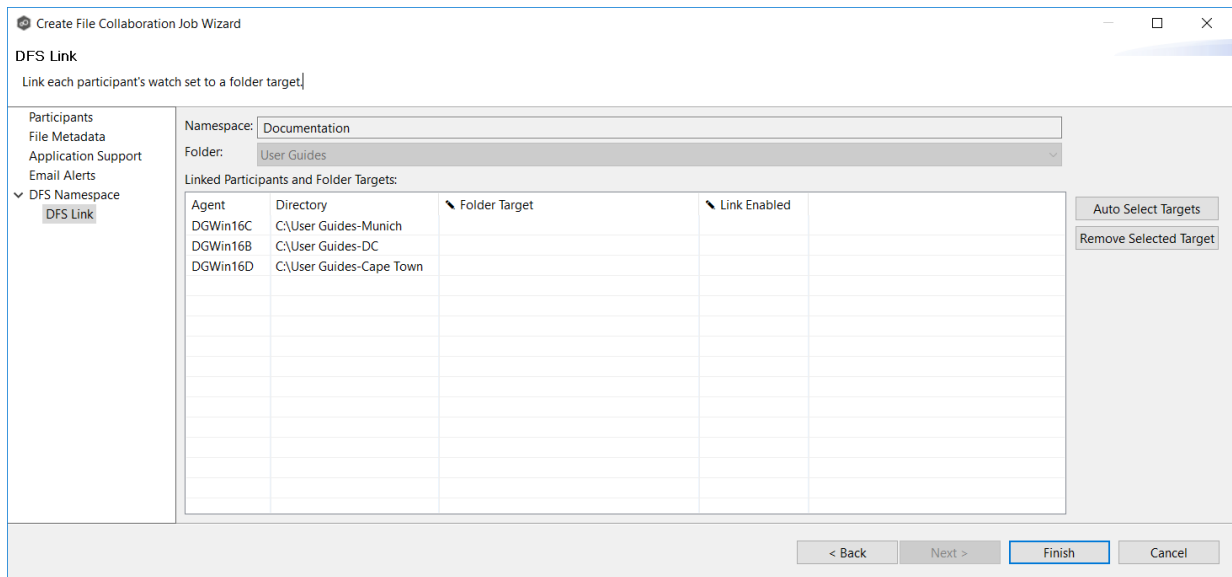 Create File Collaboration Job Wizard
DFS Link
Link each participant's watch set to a folder target.
Participants
File Metadata
Application Support
Email Alerts
DFS Namespace
DFS Link
Namespace: Documentation
Folder: User Guides
Linked Participants and Folder Targets:
Agent Directory Folder Target Link Enabled
DGWin16C C:\User Guides-Munich
DGWin16B C:\User Guides-DC
DGWin16D C:\User Guides-Cape Town
Auto Select Targets
Remove Selected Target
< Back Next > Finish Cancel